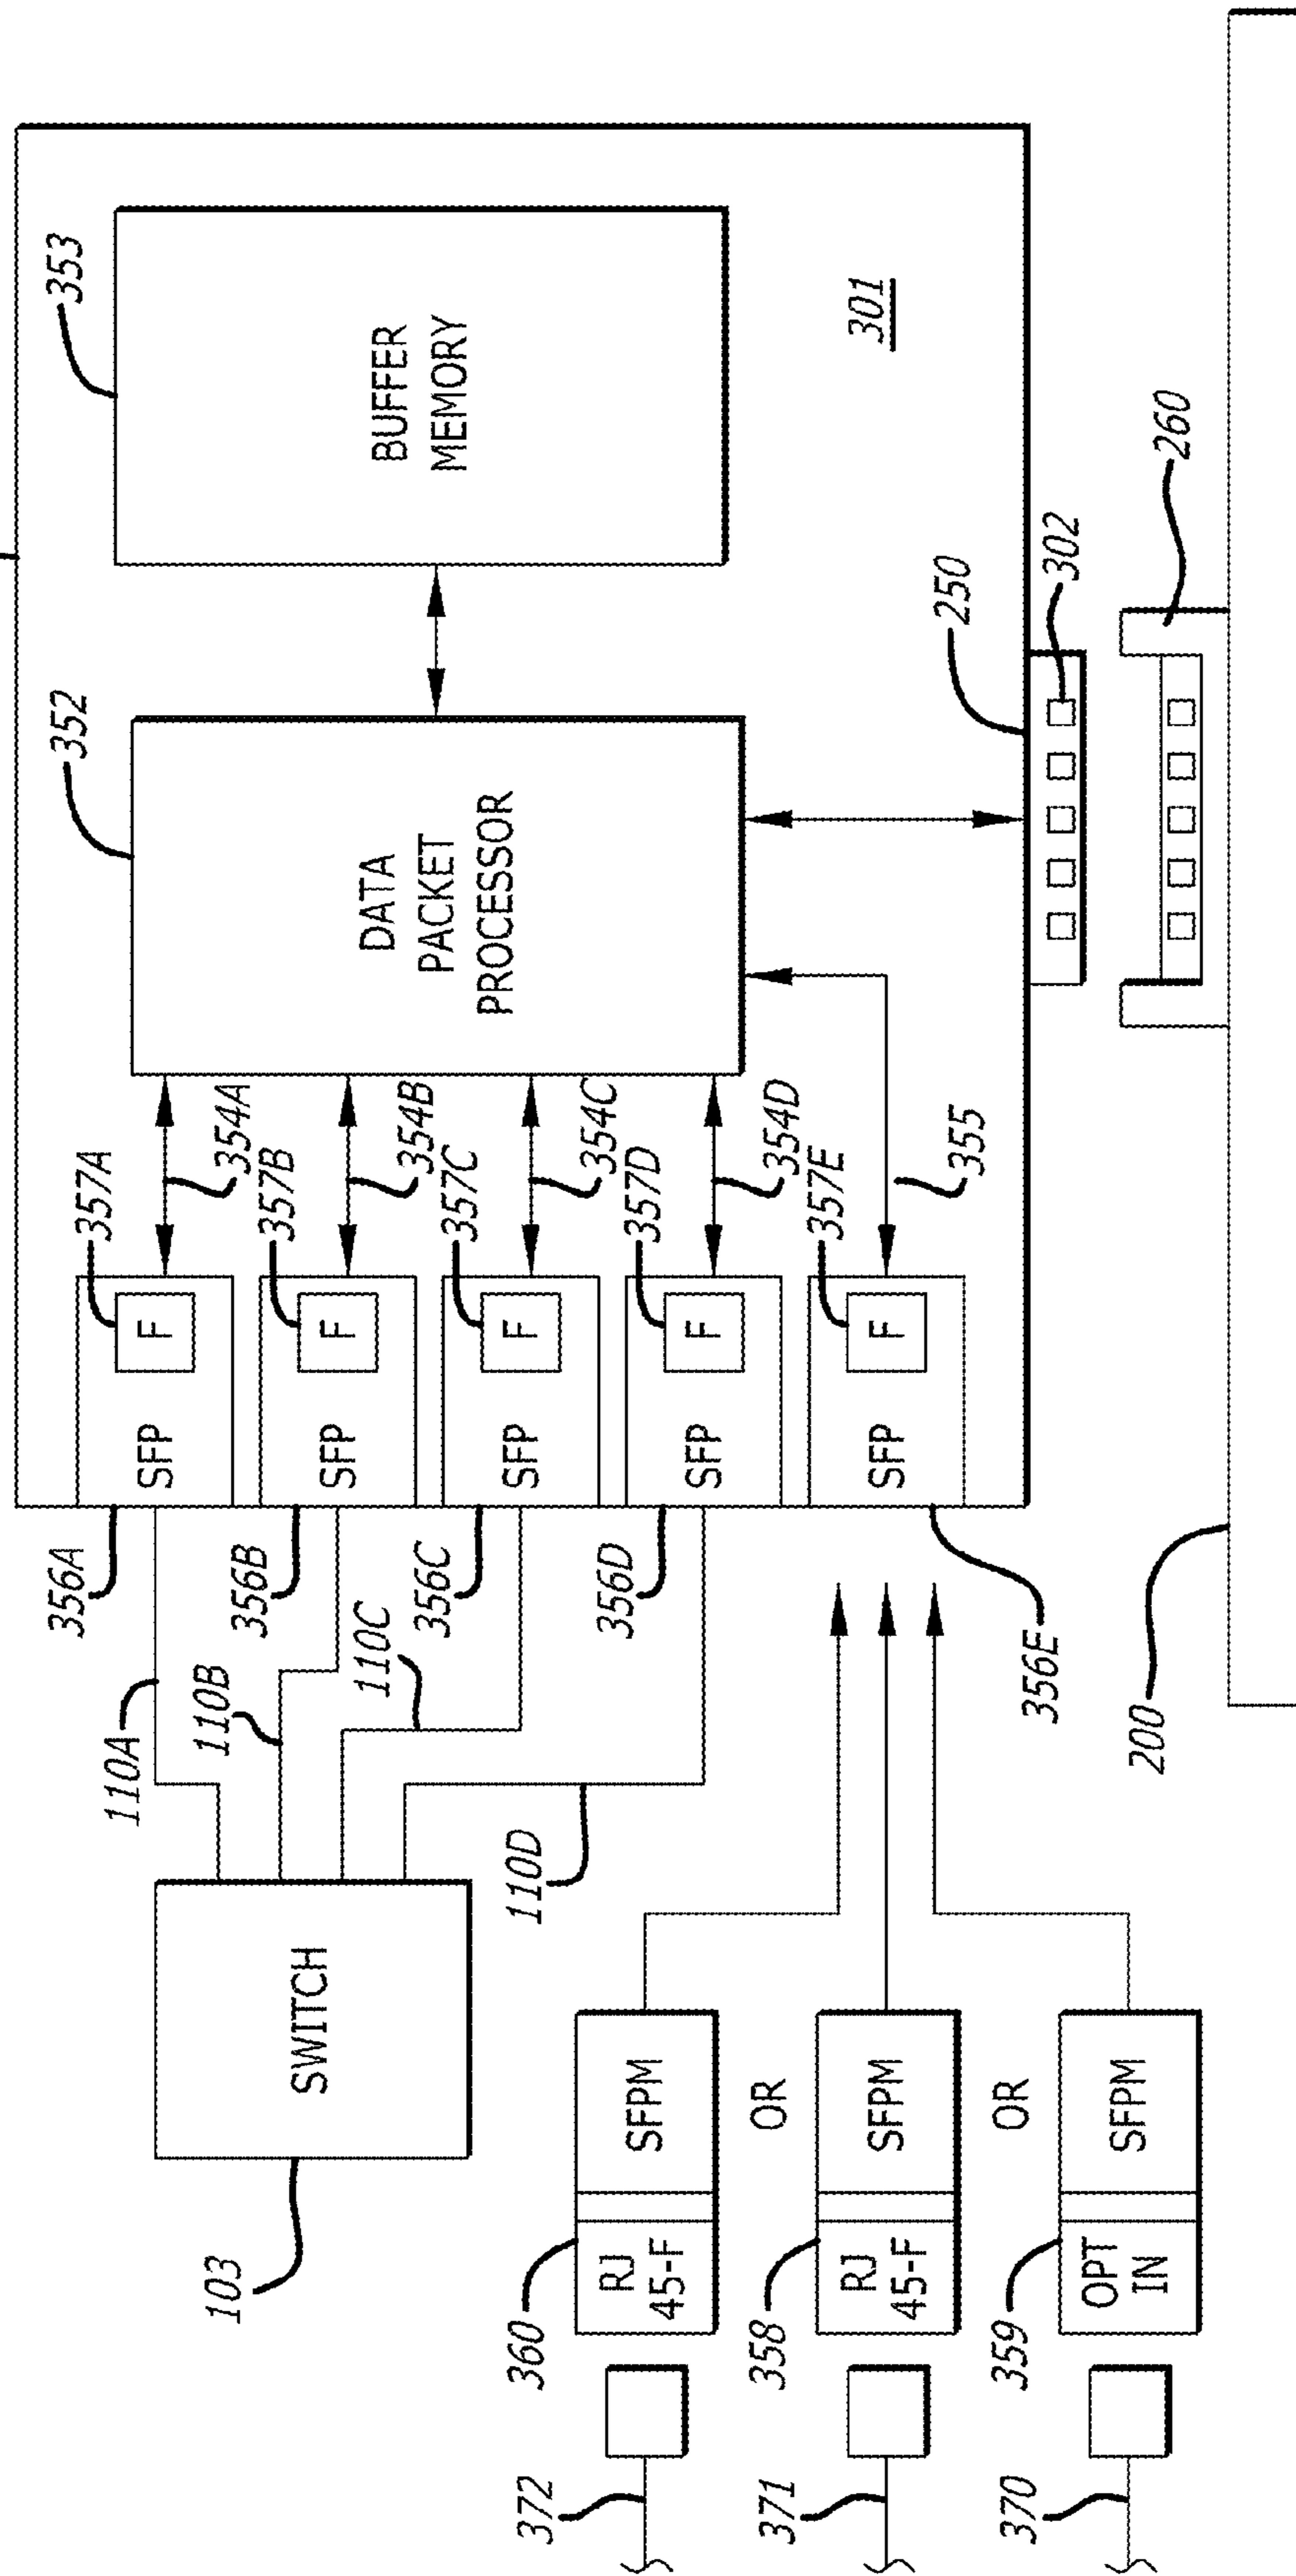 353
BUFFER
MEMORY
301
352
DATA
PACKET
PROCESSOR
250
302
260
357A
354A
357B
354B
357C
354C
357D
354D
357E
355
F
SFP
F
SFP
F
SFP
F
SFP
F
SFP
356A
356B
356C
356D
356E
110A
110B
110C
110D
200
SWITCH
103
360
RJ
45-F
SFPM
OR
358
RJ
45-F
SFPM
OR
359
OPT
IN
SFPM
372
371
370